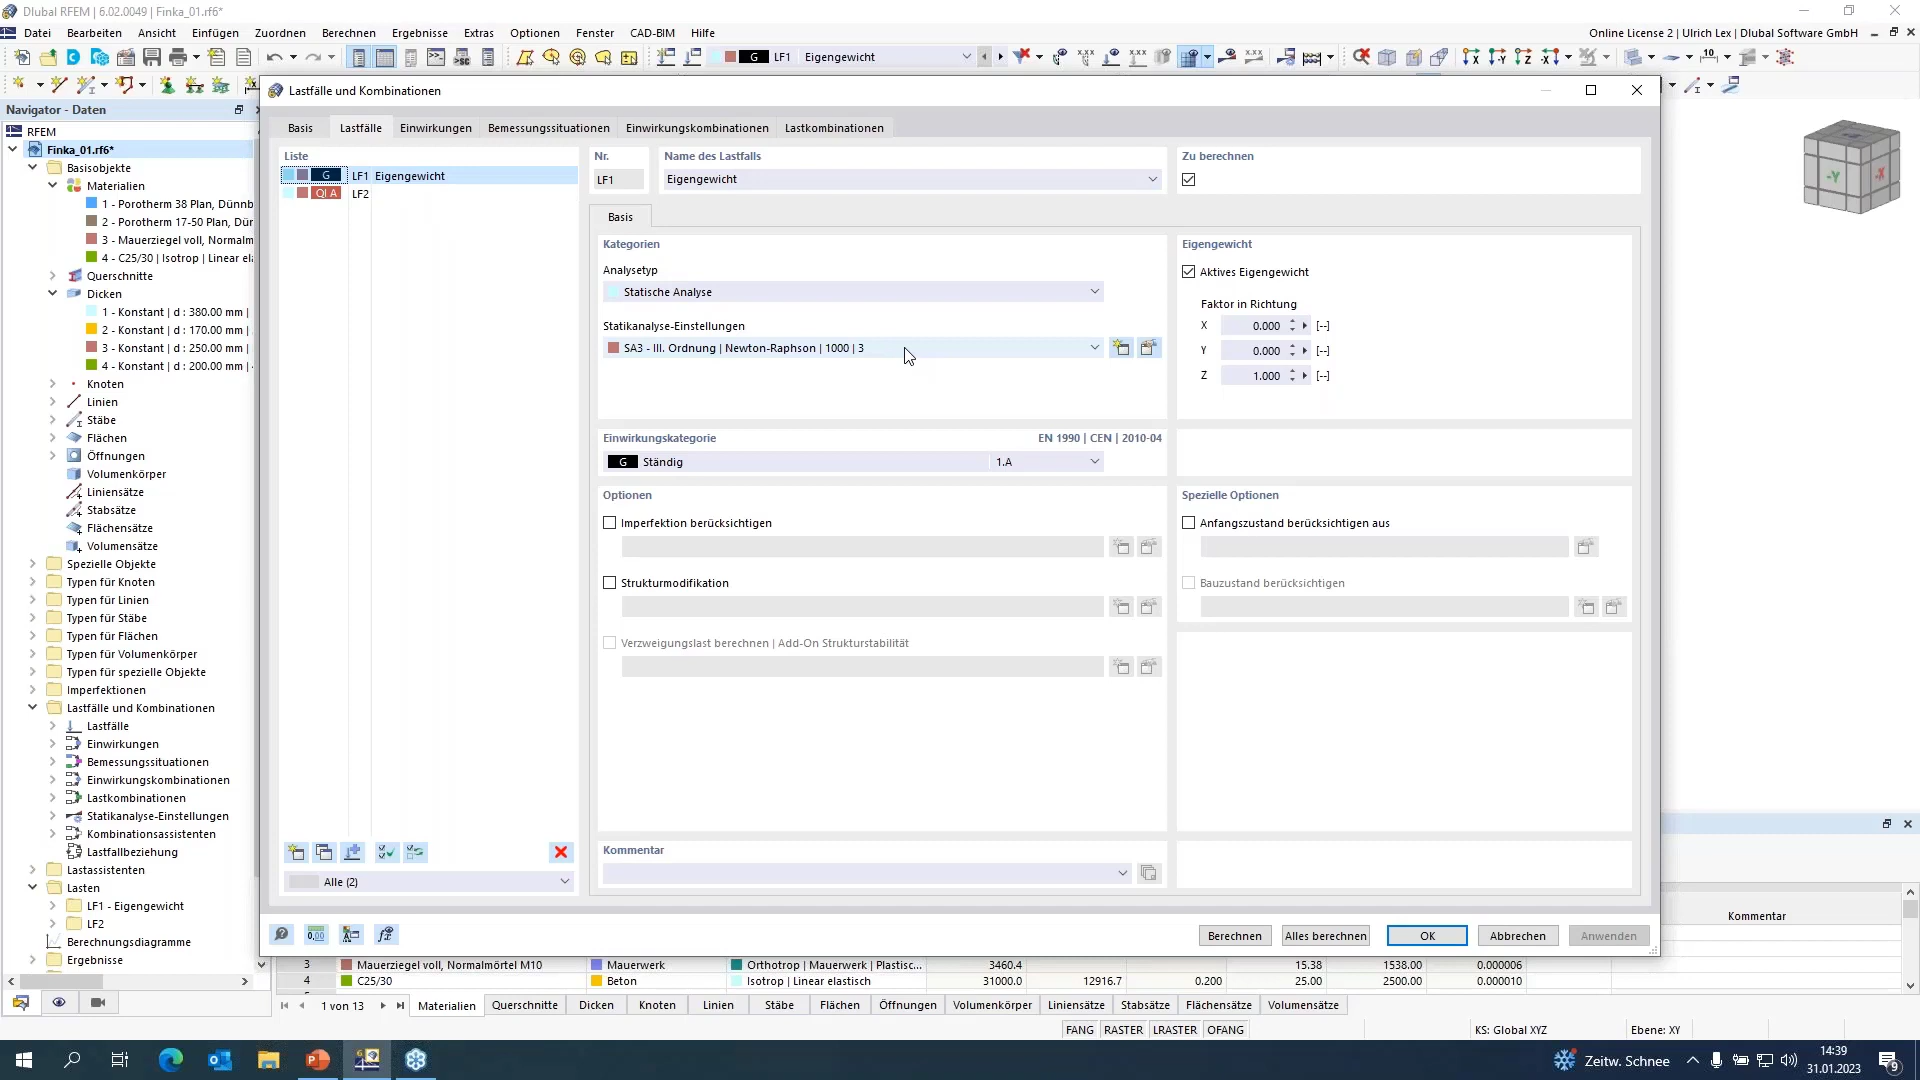 Dlubal RFEM | 6.02.0049 | Finka_01.rf6*
Datei Bearbeiten Ansicht Einfügen Zuordnen Berechnen Ergebnisse Extras Optionen Fenster CAD-BIM Hilfe
Online License 2 | Ulrich Lex | Dlubal Software GmbH
G LF1 Eigengewicht
Navigator - Daten
RFEM
Finka_01.rf6*
Basisobjekte
Materialien
1 - Porotherm 38 Plan, Dünnb
2 - Porotherm 17-50 Plan, Dür
3 - Mauerziegel voll, Normalm
4 - C25/30 | Isotrop | Linear ela
Querschnitte
Dicken
1 - Konstant | d : 380.00 mm |
2 - Konstant | d : 170.00 mm |
3 - Konstant | d : 250.00 mm |
4 - Konstant | d : 200.00 mm |
Knoten
Linien
Stäbe
Flächen
Öffnungen
Volumenkörper
Liniensätze
Stabsätze
Flächensätze
Volumensätze
Spezielle Objekte
Typen für Knoten
Typen für Linien
Typen für Stäbe
Typen für Flächen
Typen für Volumenkörper
Typen für spezielle Objekte
Imperfektionen
Lastfälle und Kombinationen
Lastfälle
Einwirkungen
Bemessungssituationen
Einwirkungskombinationen
Lastkombinationen
Statikanalyse-Einstellungen
Kombinationsassistenten
Lastfallbeziehung
Lastassistenten
Lasten
LF1 - Eigengewicht
LF2
Berechnungsdiagramme
Ergebnisse
Lastfälle und Kombinationen
Basis Lastfälle Einwirkungen Bemessungssituationen Einwirkungskombinationen Lastkombinationen
Liste
G LF1 Eigengewicht
QI A LF2
Alle (2)
Nr.
LF1
Name des Lastfalls
Eigengewicht
Zu berechnen
Basis
Kategorien
Analysetyp
Statische Analyse
Statikanalyse-Einstellungen
SA3 - III. Ordnung | Newton-Raphson | 1000 | 3
Eigengewicht
Aktives Eigengewicht
Faktor in Richtung
X 0.000 [--]
Y 0.000 [--]
Z 1.000 [--]
Einwirkungskategorie EN 1990 | CEN | 2010-04
G Ständig 1.A
Optionen
Imperfektion berücksichtigen
Strukturmodifikation
Verzweigungslast berechnen | Add-On Strukturstabilität
Spezielle Optionen
Anfangszustand berücksichtigen aus
Bauzustand berücksichtigen
Kommentar
Berechnen Alles berechnen OK Abbrechen Anwenden
-Y -X
Kommentar
3 Mauerziegel voll, Normalmörtel M10 Mauerwerk Orthotrop | Mauerwerk | Plastisc... 3460.4 15.38 1538.00 0.000006
4 C25/30 Beton Isotrop | Linear elastisch 31000.0 12916.7 0.200 25.00 2500.00 0.000010
1 von 13 Materialien Querschnitte Dicken Knoten Linien Stäbe Flächen Öffnungen Volumenkörper Liniensätze Stabsätze Flächensätze Volumensätze
FANG RASTER LRASTER OFANG KS: Global XYZ Ebene: XY
Zeitw. Schnee
14:39
31.01.2023
9